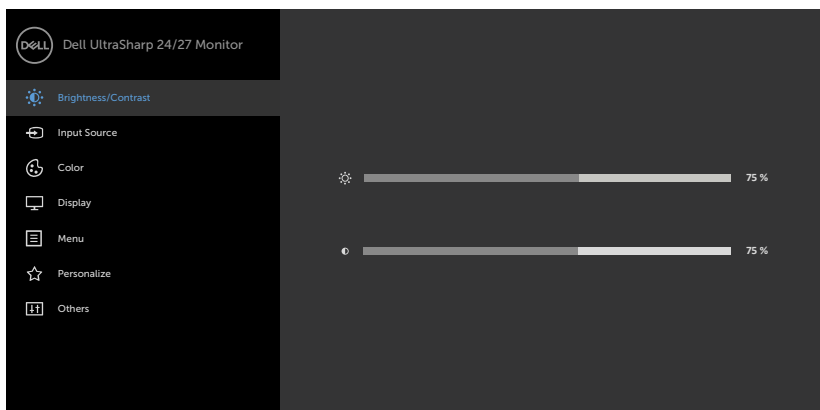 DELL
Dell UltraSharp 24/27 Monitor
Brightness/Contrast
Input Source
Color
75 %
Display
Menu
75 %
Personalize
Others